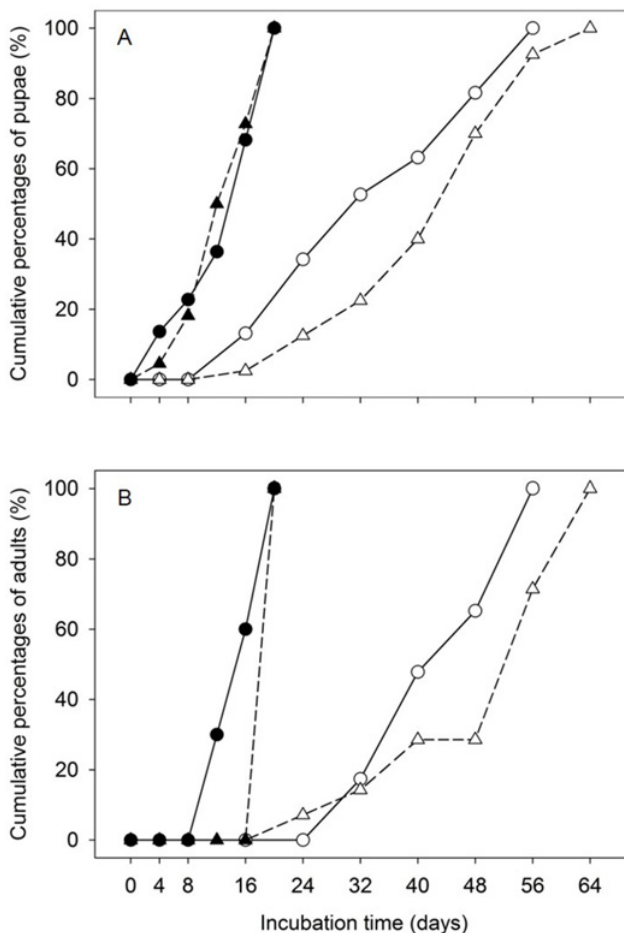 A
Cumulative percentages of pupae (%)
100
80
60
40
20
0
B
Cumulative percentages of adults (%)
100
80
60
40
20
0
0 4 8 16 24 32 40 48 56 64
Incubation time (days)